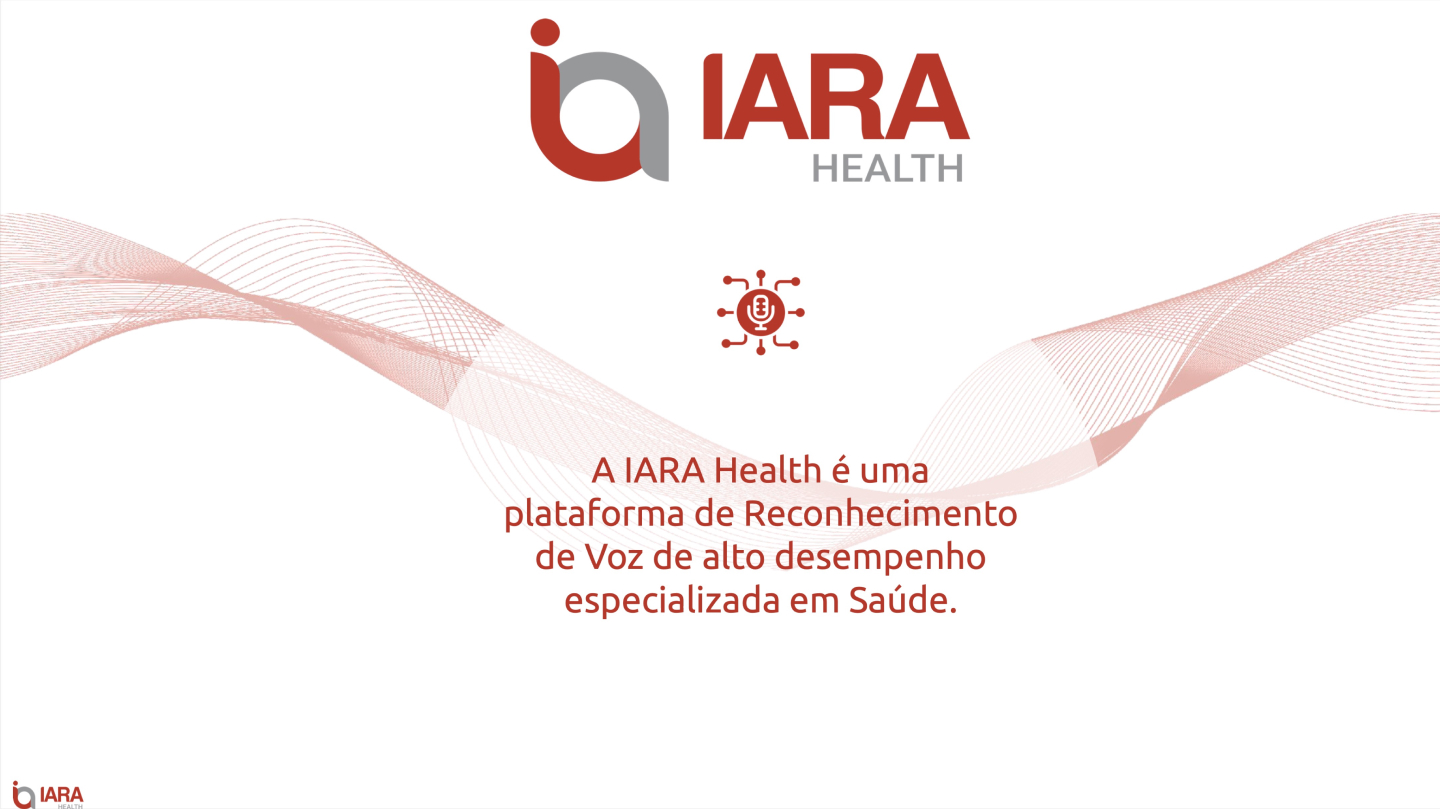 IARA
HEALTH
A IARA Health é uma
plataforma de Reconhecimento
de Voz de alto desempenho
especializada em Saúde.
IARA
HEALTH